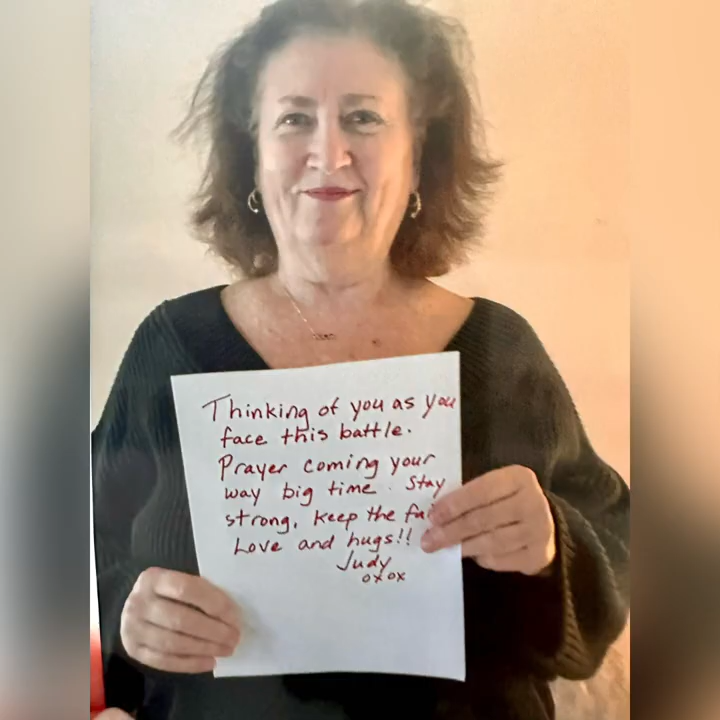 Thinking of you as you
face this battle.
Prayer coming your
way big time. Stay
strong, keep the
Love and hugs!!
Judy
oxox